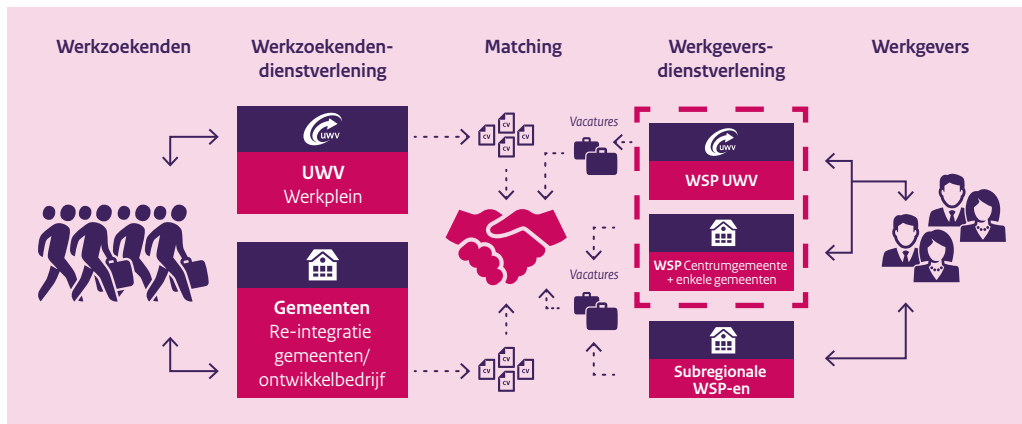 Werkzoekenden
Werkzoekenden-
dienstverlening
Matching
Werkgevers-
dienstverlening
Werkgevers
UWV
UWV
Werkplein
Gemeenten
Re-integratie
gemeenten/
ontwikkelbedrijf
CV
CV
CV
CV
Vacatures
Vacatures
CV
CV
CV
CV
UWV
WSP UWV
WSP Centrumgemeente
+ enkele gemeenten
Subregionale
WSP-en